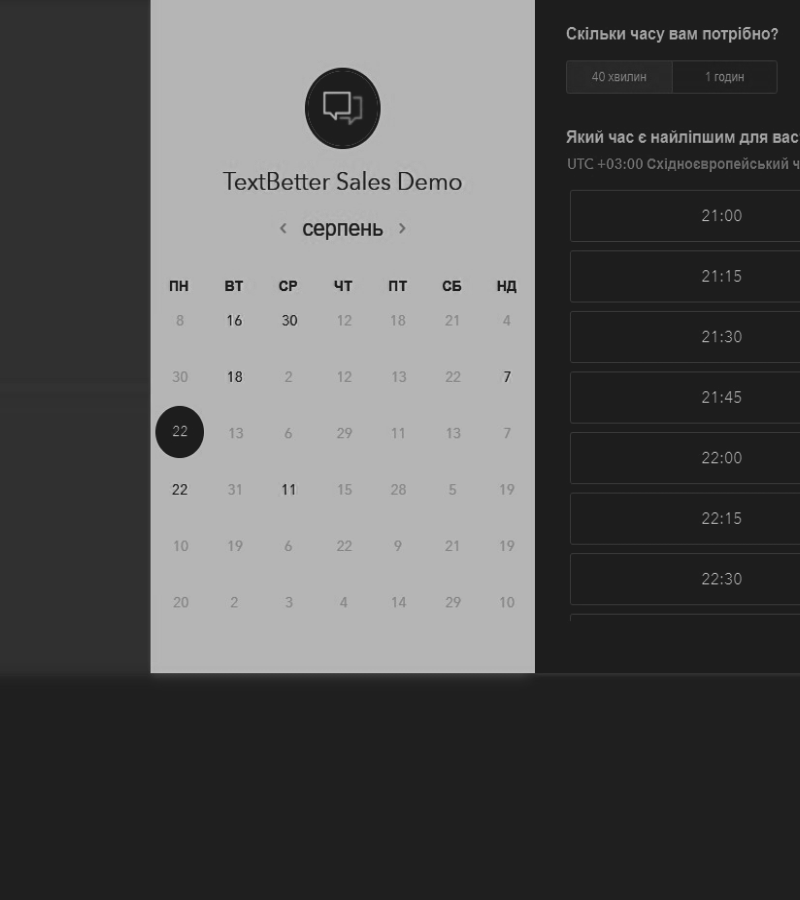 TextBetter Sales Demo
серпень
ПН ВТ СР ЧТ ПТ СБ НД
8 16 30 12 18 21 4
30 18 2 12 13 22 7
22 13 6 29 11 13 7
22 31 11 15 28 5 19
10 19 6 22 9 21 19
20 2 3 4 14 29 10
Скільки часу вам потрібно?
40 хвилин 1 годин
Який час є найліпшим для вас
UTC +03:00 Східноєвропейський ч
21:00
21:15
21:30
21:45
22:00
22:15
22:30